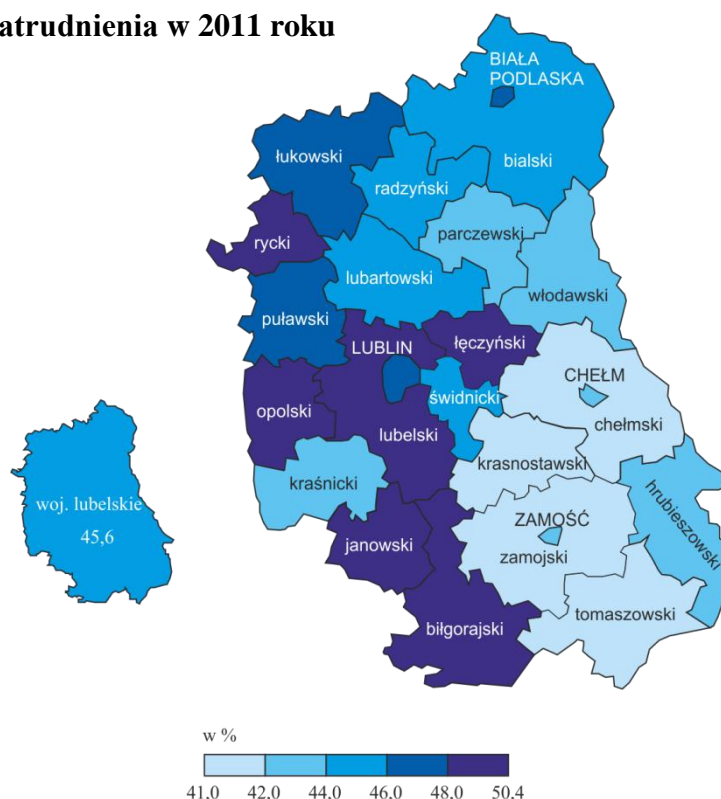 atrudnienia w 2011 roku
BIAŁA
PODLASKA
łukowski
bialski
radzyński
rycki
parczewski
lubartowski
włodawski
puławski
LUBLIN
łęczyński
CHEŁM
świdnicki
opolski
chełmski
lubelski
krasnostawski
kraśnicki
hrubieszowski
woj. lubelskie
45,6
ZAMOŚĆ
janowski
zamojski
tomaszowski
biłgorajski
w %
41,0 42,0 44,0 46,0 48,0 50,4